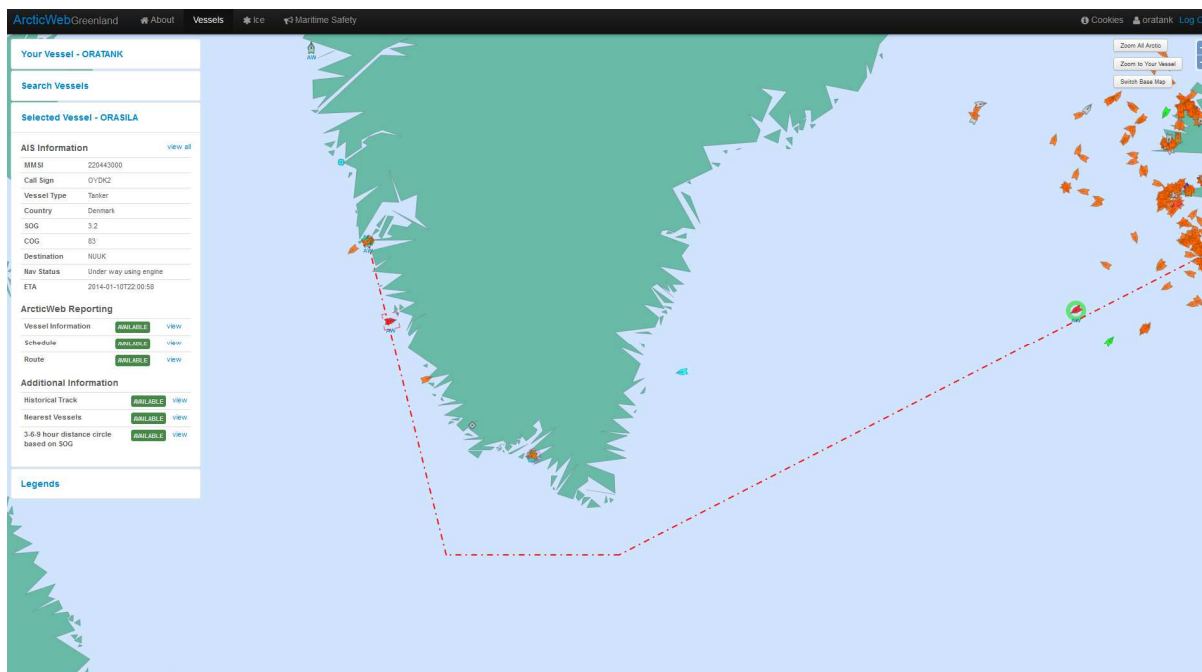 ArcticWebGreenland About Vessels Ice Maritime Safety Cookies oratank Log
Your Vessel - ORATANK
Search Vessels
Selected Vessel - ORASILA
AIS Information view all
MMSI 220443000
Call Sign OYDK2
Vessel Type Tanker
Country Denmark
SOG 3.2
COG 83
Destination NUUK
Nav Status Under way using engine
ETA 2014-01-10T22:00:58
ArcticWeb Reporting
Vessel Information AVAILABLE view
Schedule AVAILABLE view
Route AVAILABLE view
Additional Information
Historical Track AVAILABLE view
Nearest Vessels AVAILABLE view
3-6-9 hour distance circle AVAILABLE view
based on SOG
Legends
Zoom All Arctic
Zoom to Your Vessel
Switch Base Map
AW
AW
AW